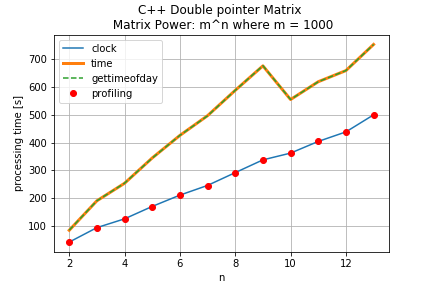 C++ Double pointer Matrix
Matrix Power: m^n where m = 1000
clock
time
gettimeofday
profiling
processing time [s]
700
600
500
400
300
200
100
2
4
6
8
10
12
n